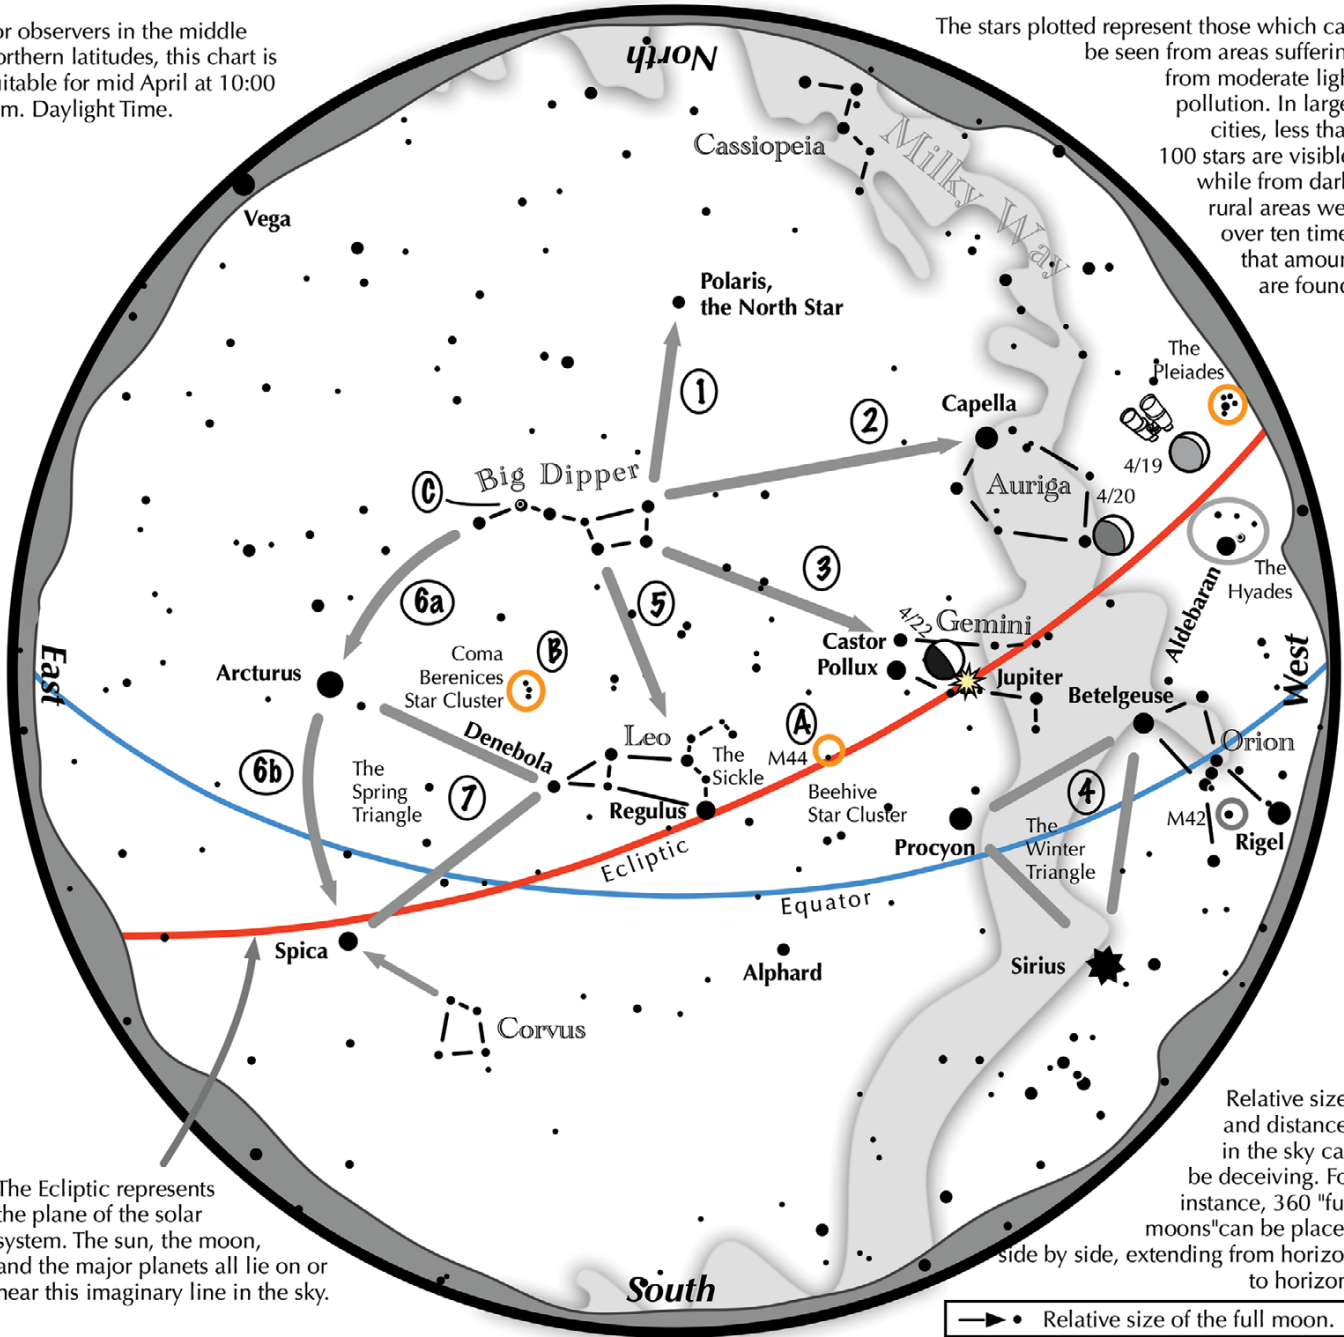 or observers in the middle
orthern latitudes, this chart is
uitable for mid April at 10:00
.m. Daylight Time.
The stars plotted represent those which ca
be seen from areas sufferin
from moderate ligh
pollution. In large
cities, less tha
100 stars are visible
while from dark
rural areas we
over ten time
that amoun
are found
North
Cassiopeia
Milky Way
Vega
Polaris,
the North Star
The
Pleiades
1
2
Capella
4/19
Big Dipper
C
Auriga
4/20
3
The
Hyades
6a
5
4/22
Gemini
Aldebaran
Castor
Pollux
Jupiter
East
West
B
Coma
Berenices
Star Cluster
Arcturus
Betelgeuse
Denebola
Leo
A
M44
The
Sickle
Orion
6b
The
Spring
Triangle
7
Regulus
Beehive
Star Cluster
4
M42
Rigel
Procyon
The
Winter
Triangle
Ecliptic
Equator
Spica
Alphard
Sirius
Corvus
The Ecliptic represents
the plane of the solar
system. The sun, the moon,
and the major planets all lie on or
near this imaginary line in the sky.
Relative size
and distance
in the sky ca
be deceiving. Fo
instance, 360 "fu
moons"can be place
side by side, extending from horizo
to horizon
South
Relative size of the full moon.